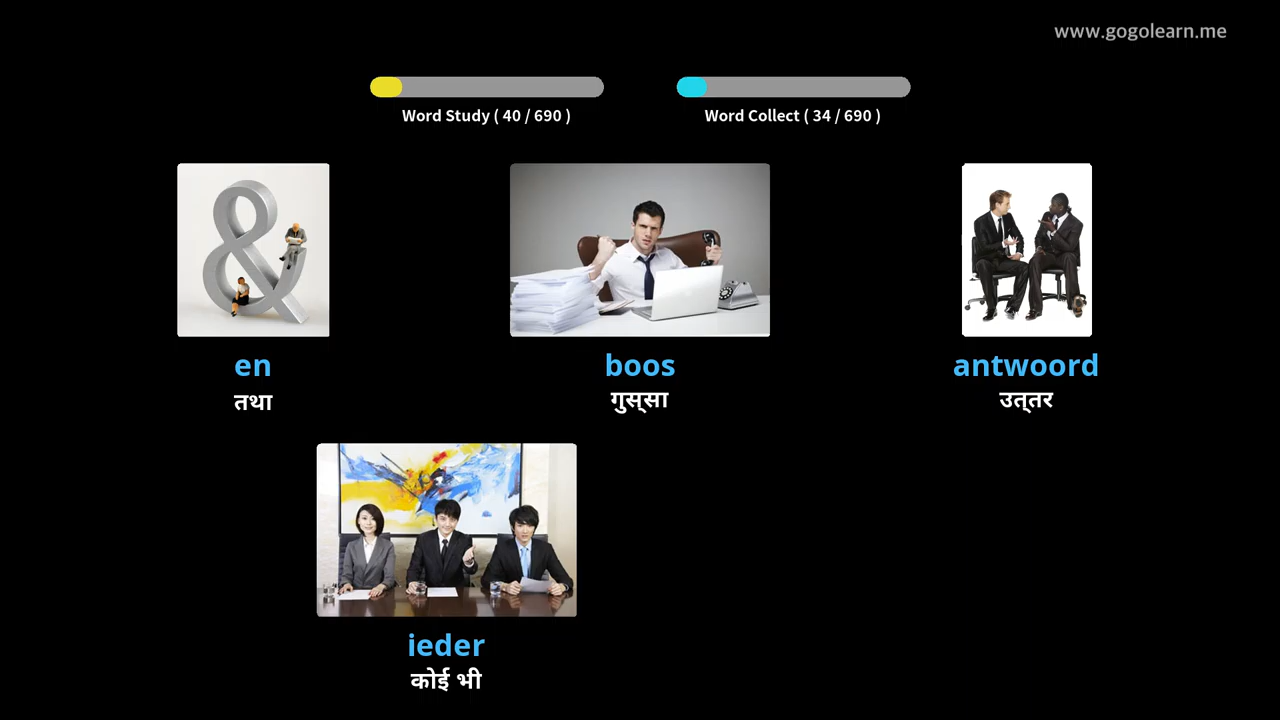 www.gogolearn.me
Word Study ( 40 / 690 )
Word Collect ( 34 / 690 )
&
en
boos
antwoord
तथा
गुस्सा
उत्तर
ieder
कोई भी